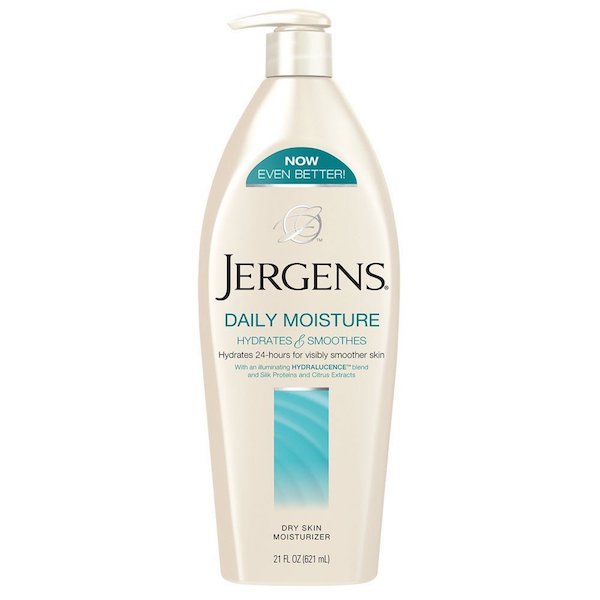 NOW
EVEN BETTER!
JERGENS®
DAILY MOISTURE
HYDRATES & SMOOTHES
Hydrates 24-hours for visibly smoother skin
With an illuminating HYDRALUCENCE™ blend
and Silk Proteins and Citrus Extracts
DRY SKIN
MOISTURIZER
21 FL OZ (621 mL)